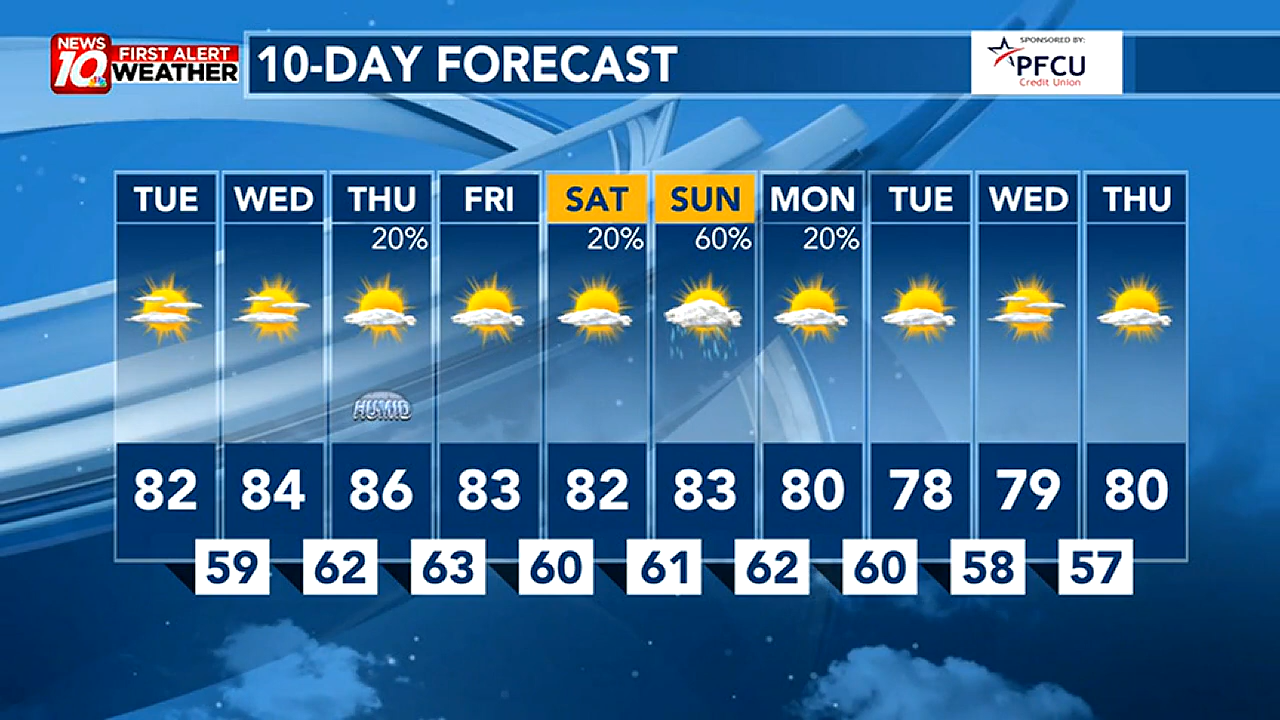 NEWS
10
FIRST ALERT
WEATHER
10-DAY FORECAST
SPONSORED BY:
PFCU
Credit Union
TUE WED THU FRI SAT SUN MON TUE WED THU
20% 20% 60% 20%
HUMID
82 84 86 83 82 83 80 78 79 80
59 62 63 60 61 62 60 58 57